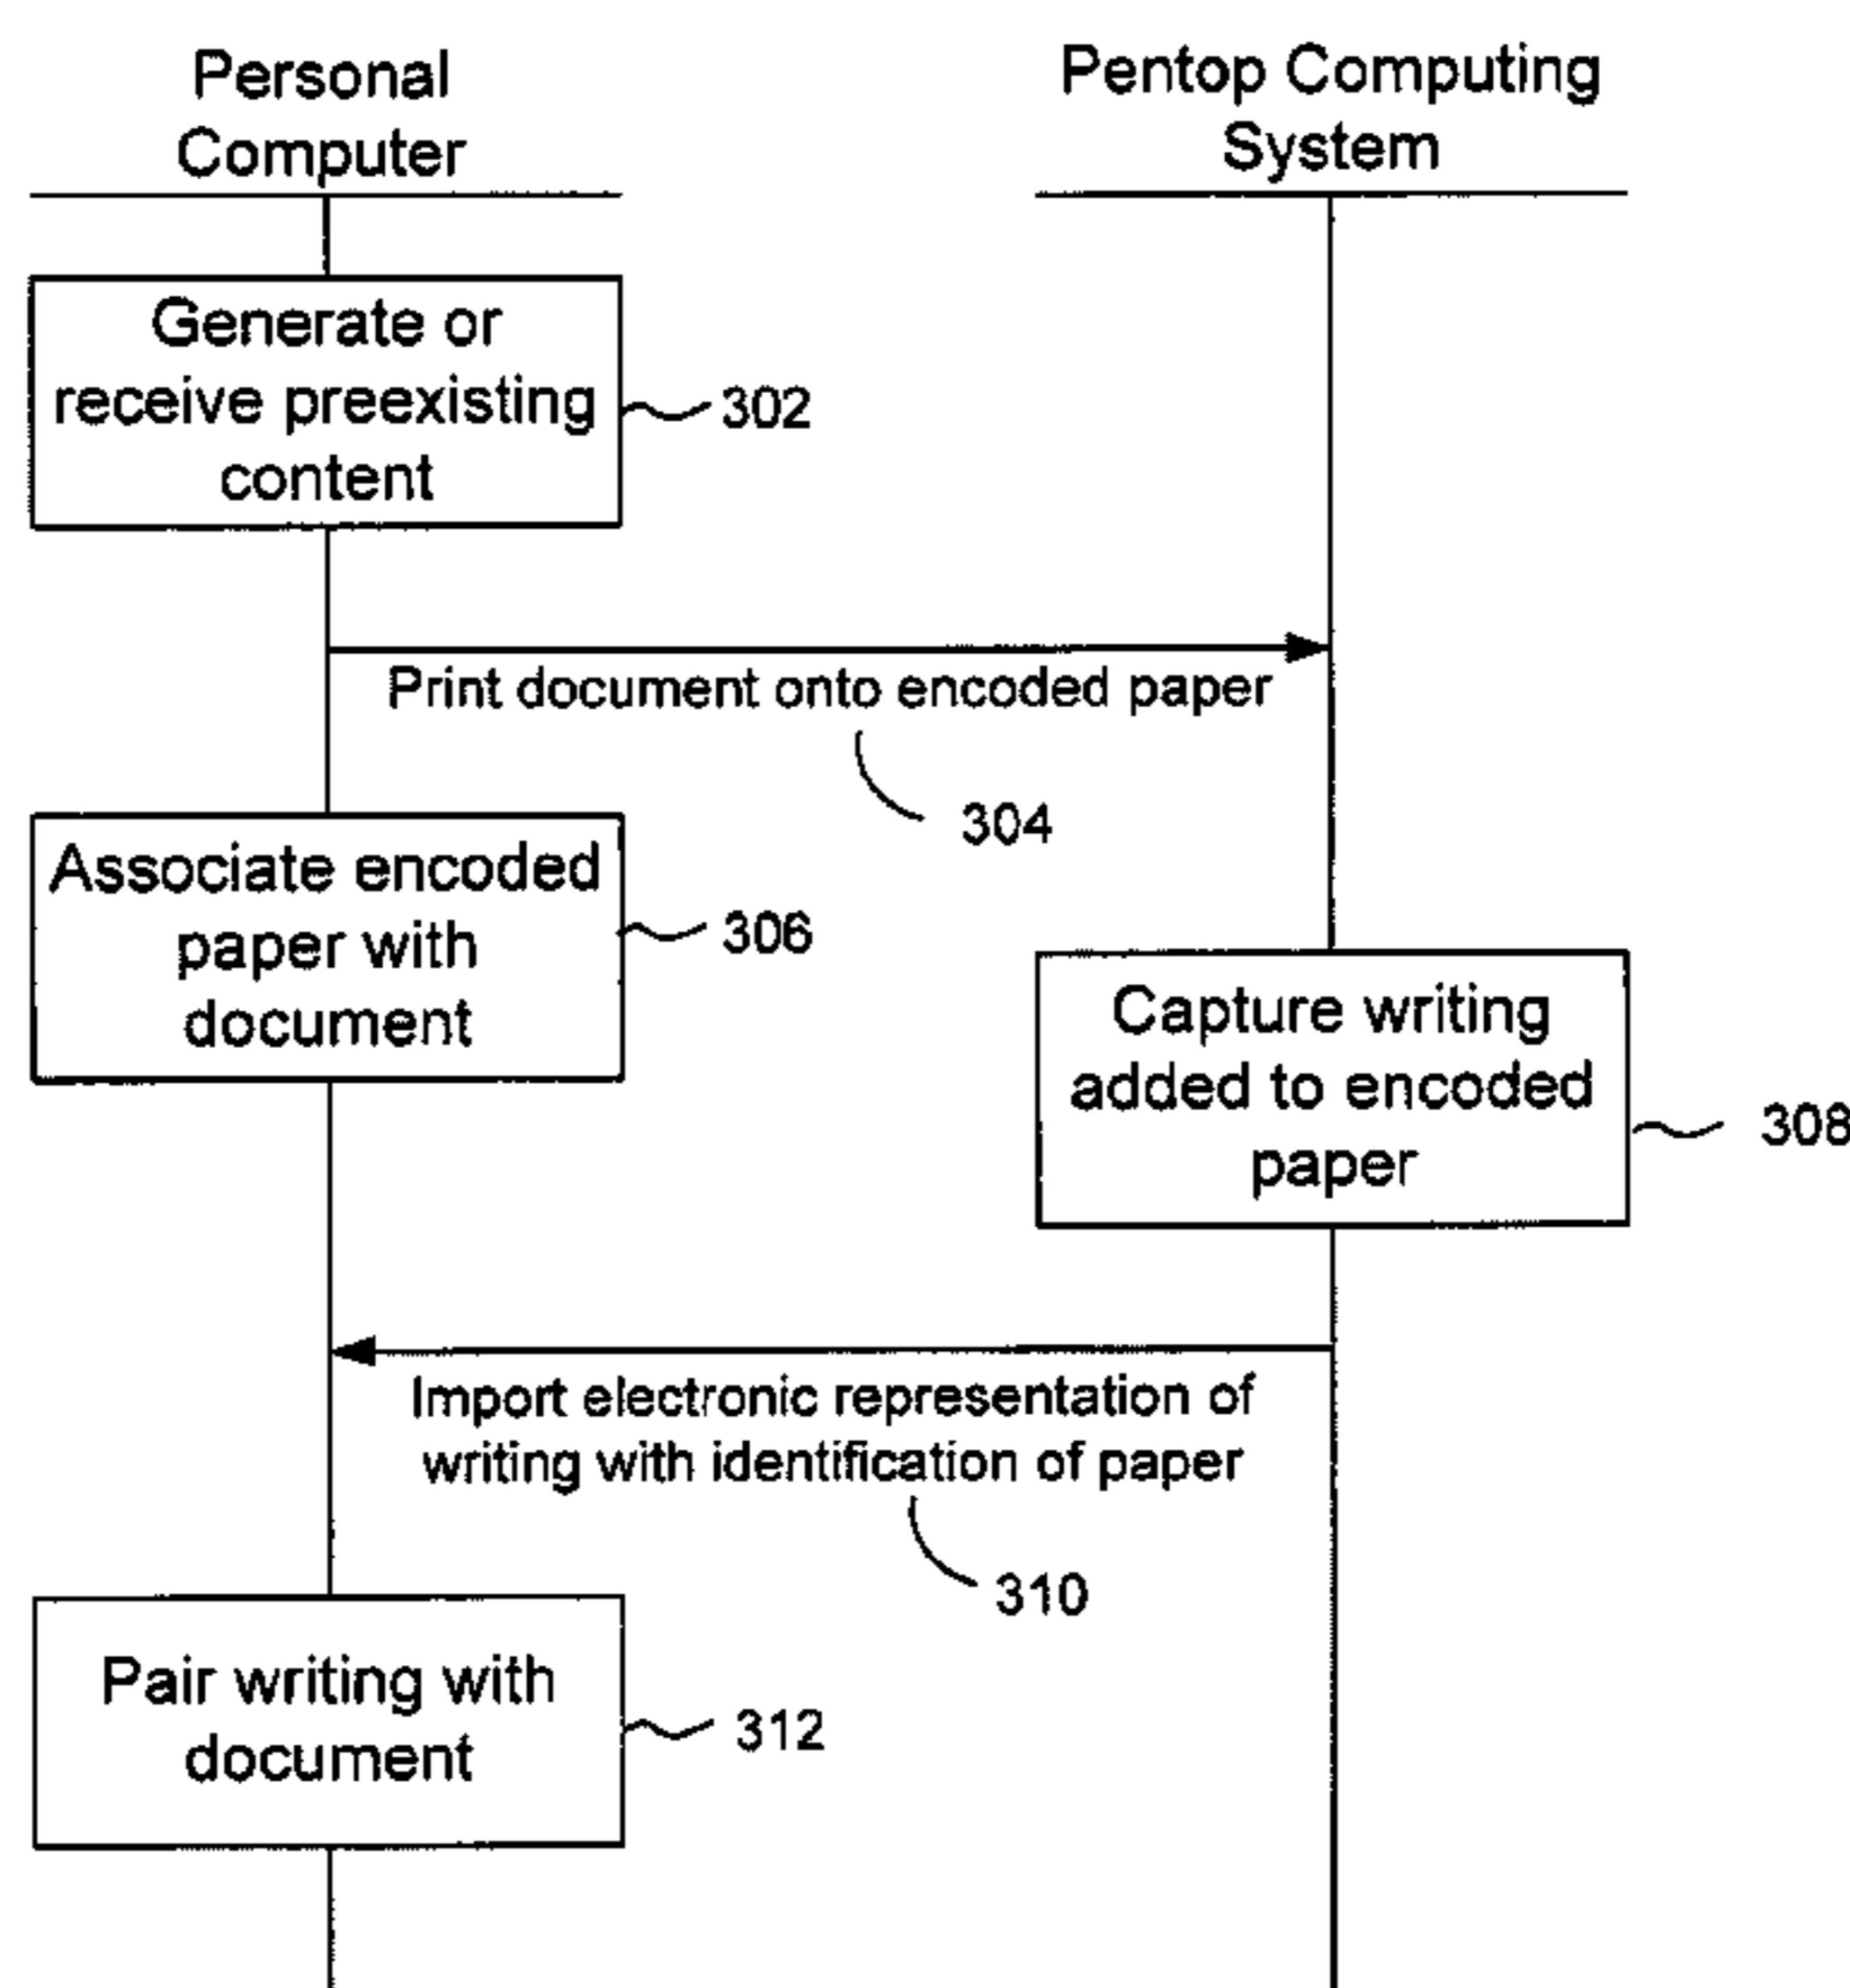 Personal
Computer
Pentop Computing
System
Generate or
receive preexisting
content
302
Print document onto encoded paper
304
Associate encoded
paper with
document
306
Capture writing
added to encoded
paper
308
Import electronic representation of
writing with identification of paper
310
Pair writing with
document
312